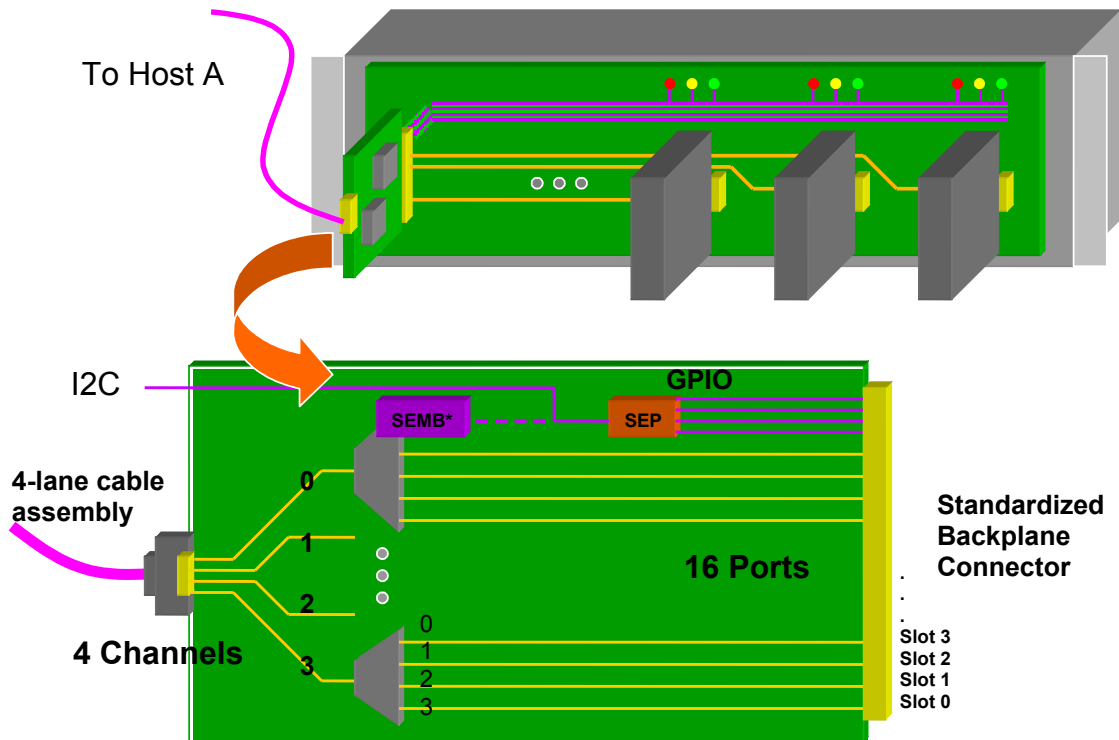 To Host A
I2C
GPIO
SEMB*
SEP
4-lane cable
assembly
0
1
2
3
4 Channels
16 Ports
0
1
2
3
Standardized
Backplane
Connector
.
.
.
Slot 3
Slot 2
Slot 1
Slot 0